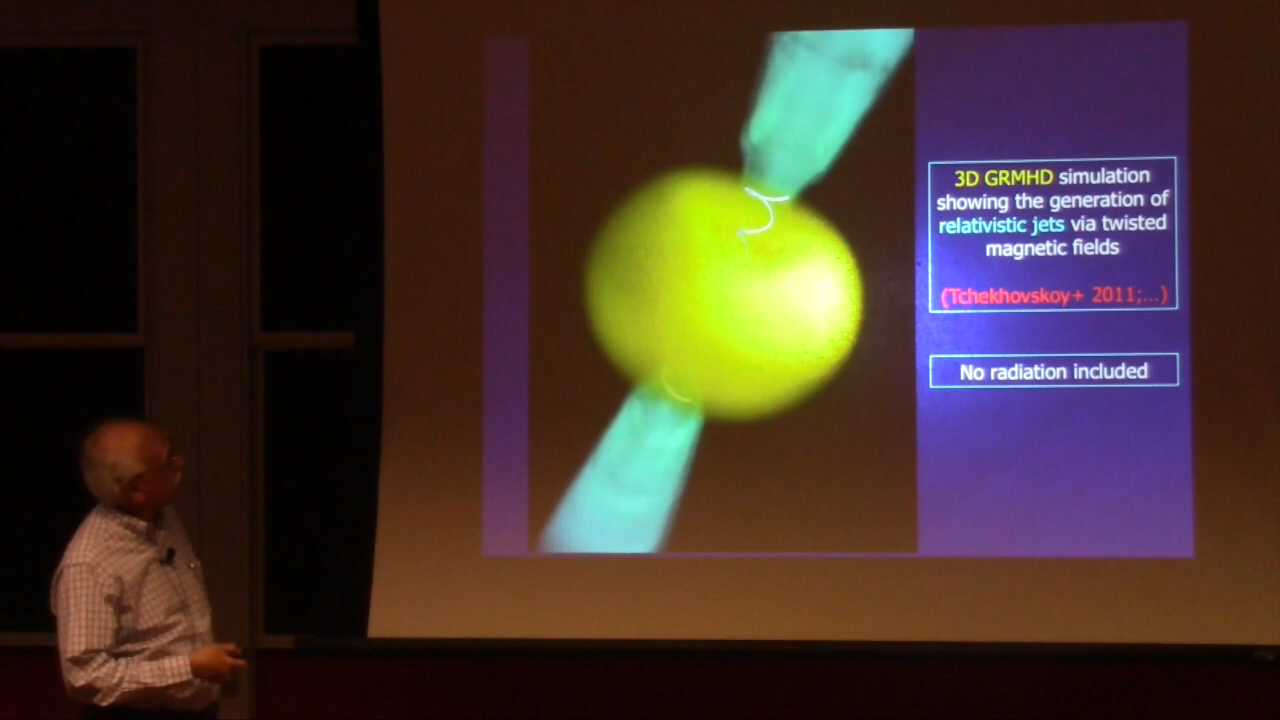 3D GRMHD simulation
showing the generation of
relativistic jets via twisted
magnetic fields
(Tchekhovskoy+ 2011;...)
No radiation included